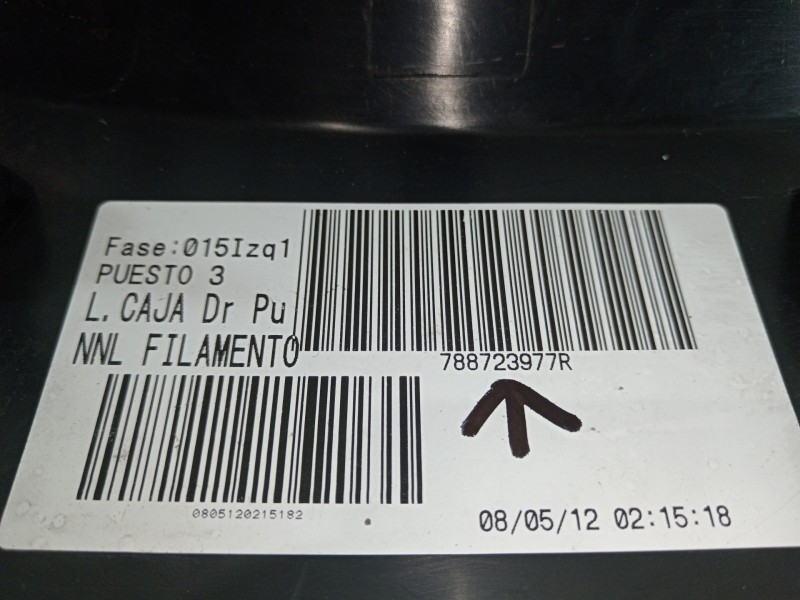 Fase:015Izq1
PUESTO 3
L.CAJA Dr Pu
NNL FILAMENTO
788723977R
0805120215182
08/05/12 02:15:18